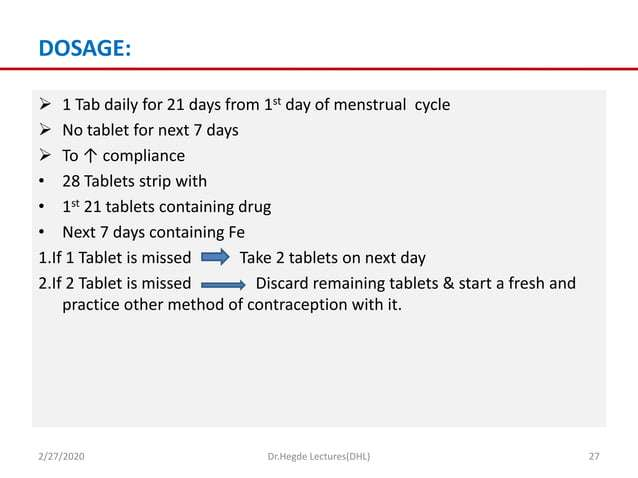 DOSAGE:
➢ 1 Tab daily for 21 days from 1st day of menstrual cycle
➢ No tablet for next 7 days
➢ To ↑ compliance
• 28 Tablets strip with
• 1st 21 tablets containing drug
• Next 7 days containing Fe
1.If 1 Tablet is missed ➡ Take 2 tablets on next day
2.If 2 Tablet is missed ➡ Discard remaining tablets & start a fresh and
practice other method of contraception with it.
2/27/2020 Dr.Hegde Lectures(DHL) 27